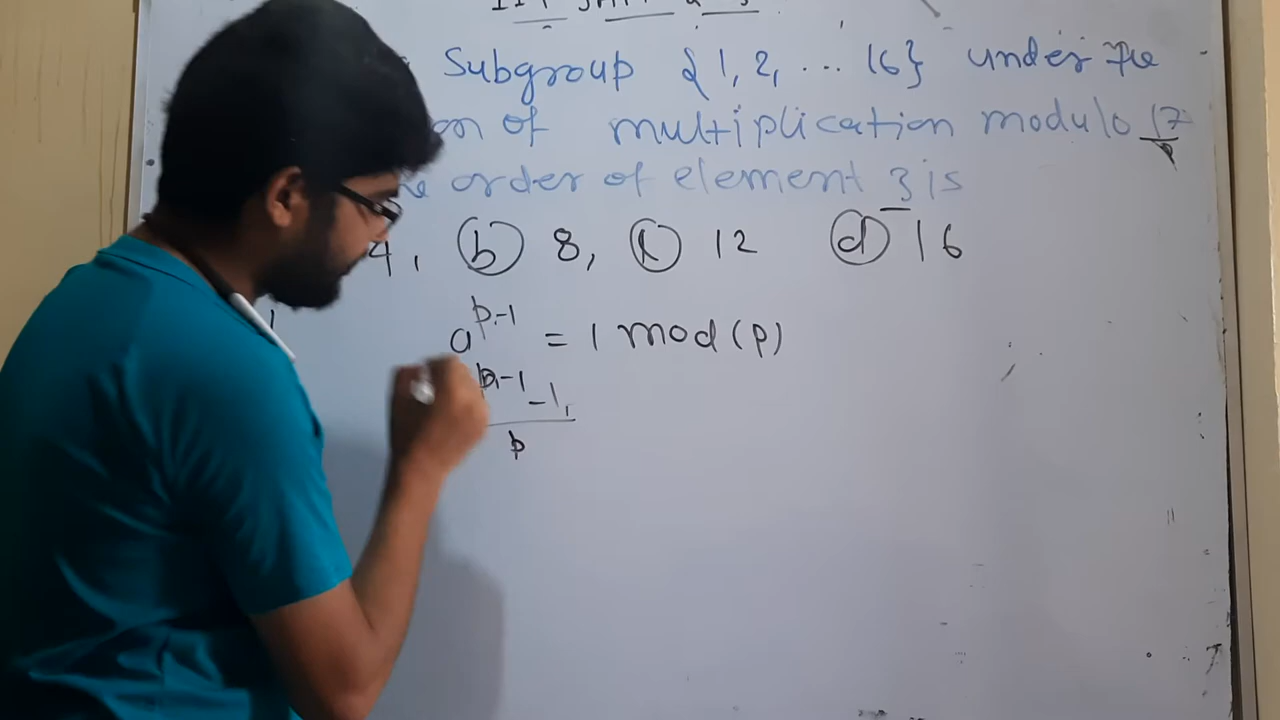 Subgroup {1, 2, ... 16} under the
on of multiplication modulo 17
order of element 3 is
4, (b) 8, (c) 12 (d) 16
a^{p-1} = 1 mod (p)
p-1 - 1
p